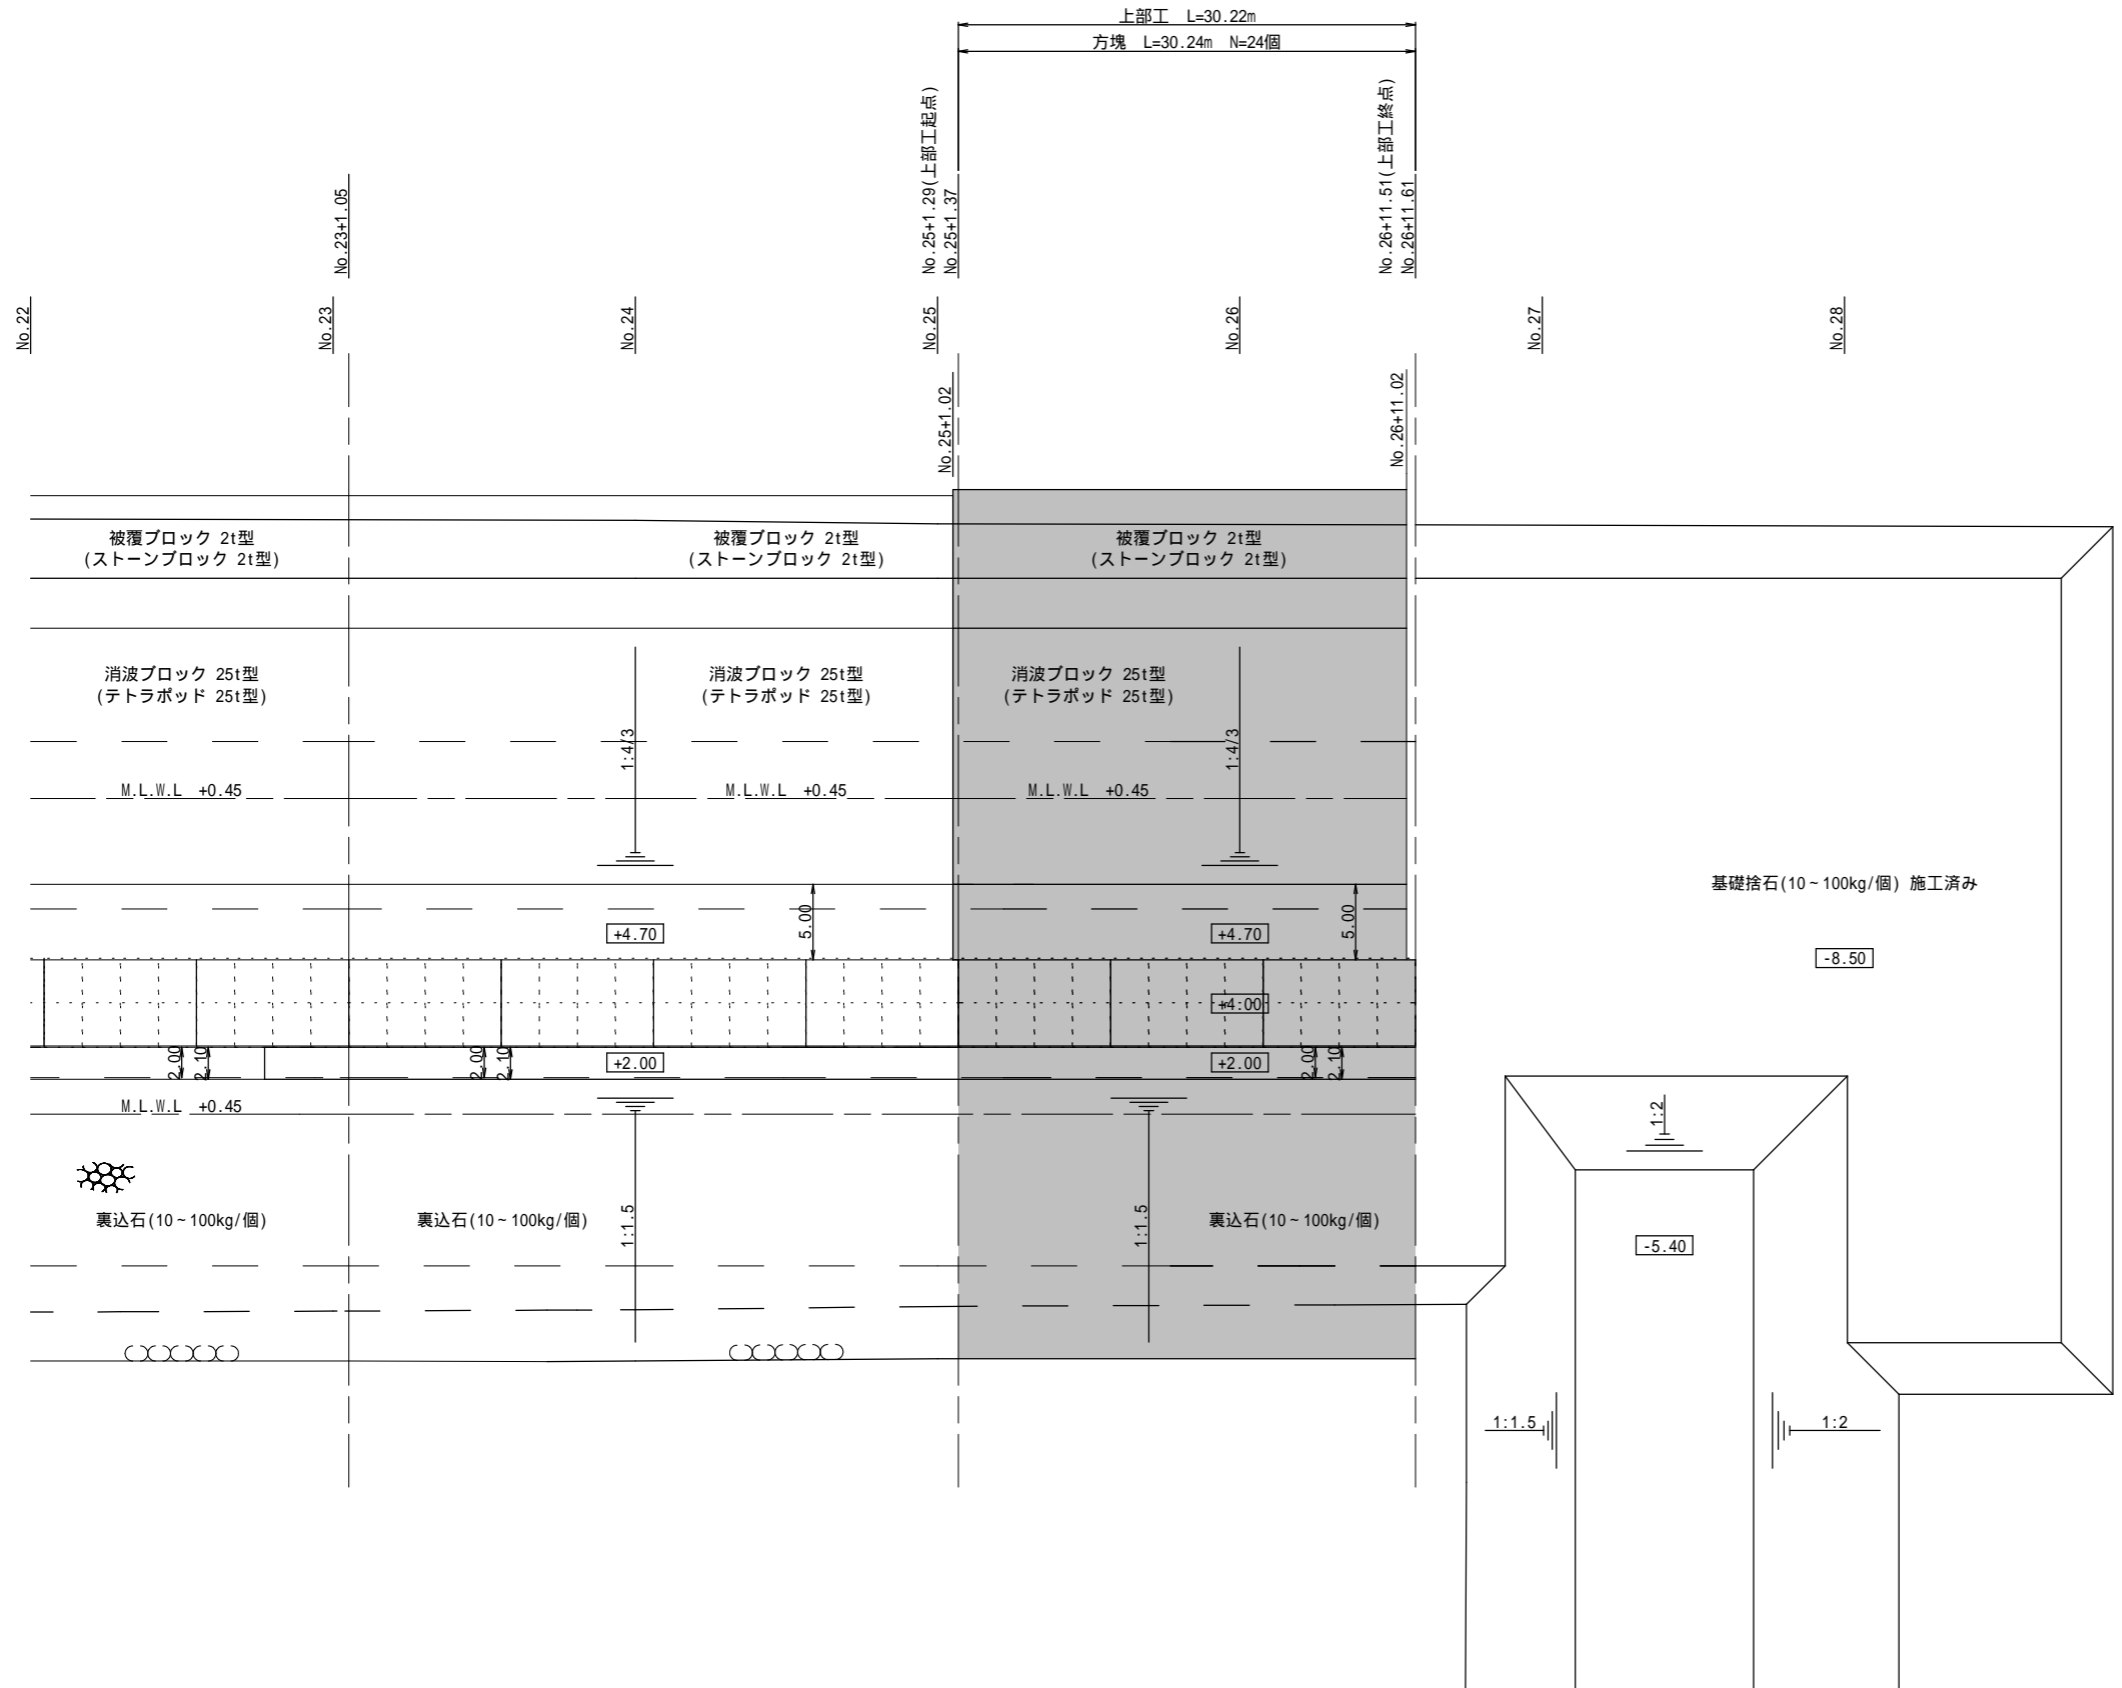 上部工 L=30.22m
方塊 L=30.24m N=24個
No.23+1.05
No.25+1.29(上部工起点)
No.25+1.37
No.26+11.51(上部工終点)
No.26+11.61
No.22
No.23
No.24
No.25
No.26
No.27
No.28
No.25+1.02
No.26+11.02
被覆ブロック 2t型
(ストーンブロック 2t型)
被覆ブロック 2t型
(ストーンブロック 2t型)
被覆ブロック 2t型
(ストーンブロック 2t型)
消波ブロック 25t型
(テトラポッド 25t型)
消波ブロック 25t型
(テトラポッド 25t型)
消波ブロック 25t型
(テトラポッド 25t型)
1:4/3
1:4/3
M.L.W.L +0.45
M.L.W.L +0.45
M.L.W.L +0.45
基礎捨石(10~100kg/個) 施工済み
5.00
5.00
+4.70
+4.70
-8.50
+4.00
2.00
2.10
2.00
2.10
+2.00
+2.00
2.00
2.10
M.L.W.L +0.45
1:2
裏込石(10~100kg/個)
裏込石(10~100kg/個)
1:1.5
1:1.5
裏込石(10~100kg/個)
-5.40
1:1.5
1:2